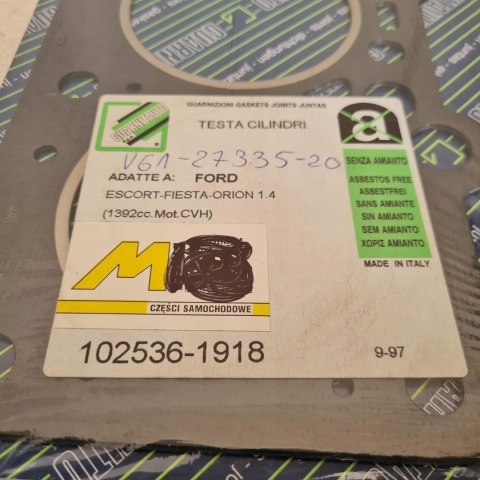 GUARNIZIONI GASKETS JOINTS JUNTAS
GUARNITAUTO
TESTA CILINDRI
V61-27335-20
ADATTE A: FORD
ESCORT-FIESTA-ORION 1.4
(1392cc.Mot.CVH)
a
SENZA AMIANTO
ASBESTOS FREE
ASBESTFREI
SANS AMIANTE
SIN AMIANTO
SEM AMIANTO
ΧΩΡΙΣ AMIANTO
MADE IN ITALY
M
CZĘŚCI SAMOCHODOWE
102536-1918
9-97